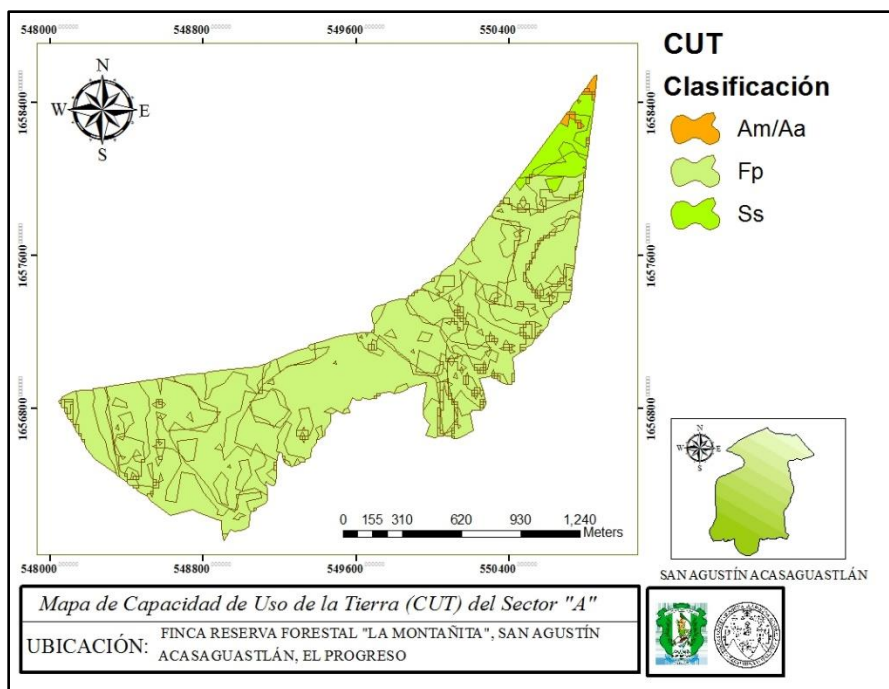 548000 548800 549600 550400
CUT
Clasificación
Am/Aa
Fp
Ss
N
W E
S
1658400 1658400
1657600 1657600
1656800 1656800
0 155 310 620 930 1,240
Meters
548000 548800 549600 550400
N
W E
S
SAN AGUSTÍN ACASAGUASTLÁN
Mapa de Capacidad de Uso de la Tierra (CUT) del Sector "A"
UBICACIÓN: FINCA RESERVA FORESTAL "LA MONTAÑITA", SAN AGUSTÍN
ACASAGUASTLÁN, EL PROGRESO